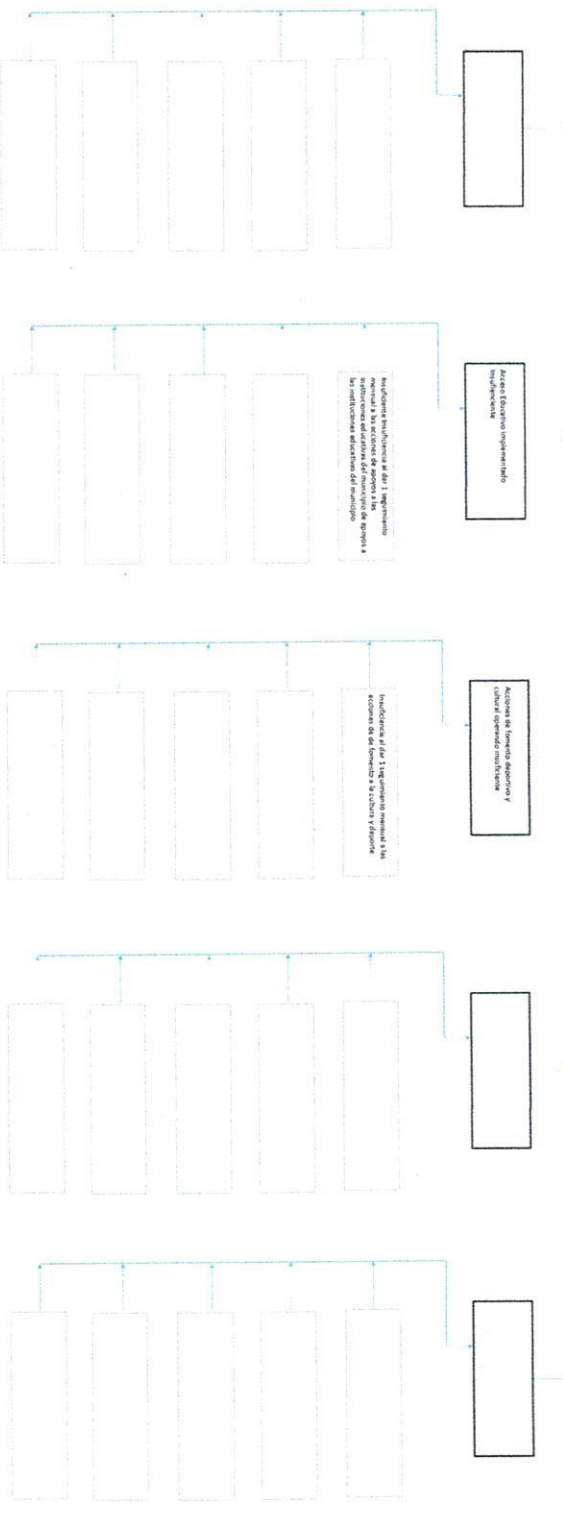 Acceso Educativo implementado
insufienciente
Insuficiente Insuficiencia al dar 1 seguimiento
mensual a las acciones de apoyos a las
instituciones educativas del municipio de apoyos a
las instituciones educativas del municipio
Acciones de fomento deportivo y
cultural operando insuficiente
Insuficiencia al dar 1 seguimiento mensual a las
acciones de de fomento a la cultura y deporte